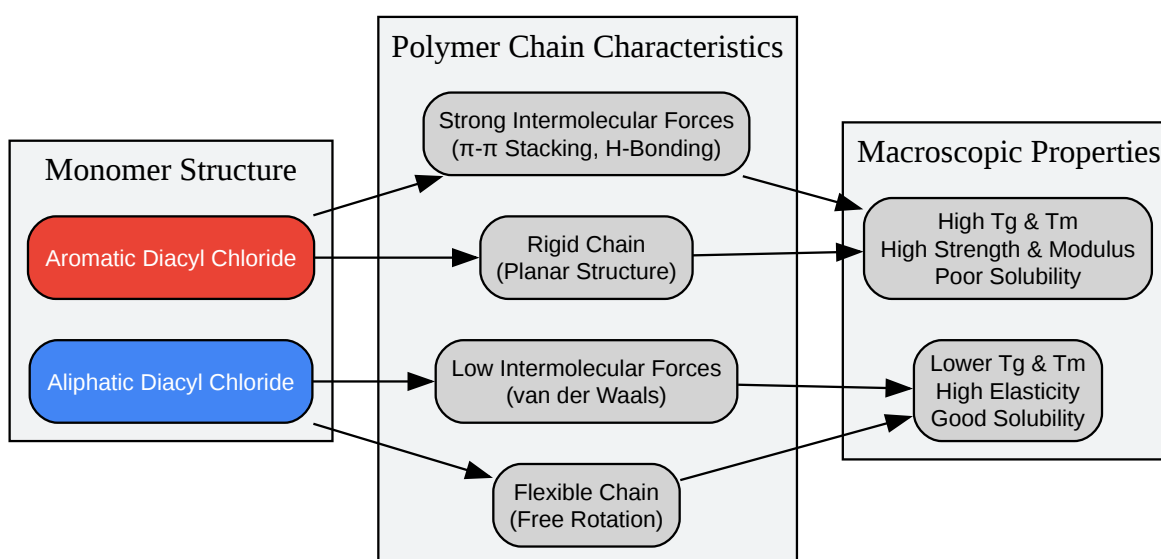 Monomer Structure
Aromatic Diacyl Chloride
Aliphatic Diacyl Chloride
Polymer Chain Characteristics
Strong Intermolecular Forces
(π-π Stacking, H-Bonding)
Rigid Chain
(Planar Structure)
Low Intermolecular Forces
(van der Waals)
Flexible Chain
(Free Rotation)
Macroscopic Properties
High Tg & Tm
High Strength & Modulus
Poor Solubility
Lower Tg & Tm
High Elasticity
Good Solubility